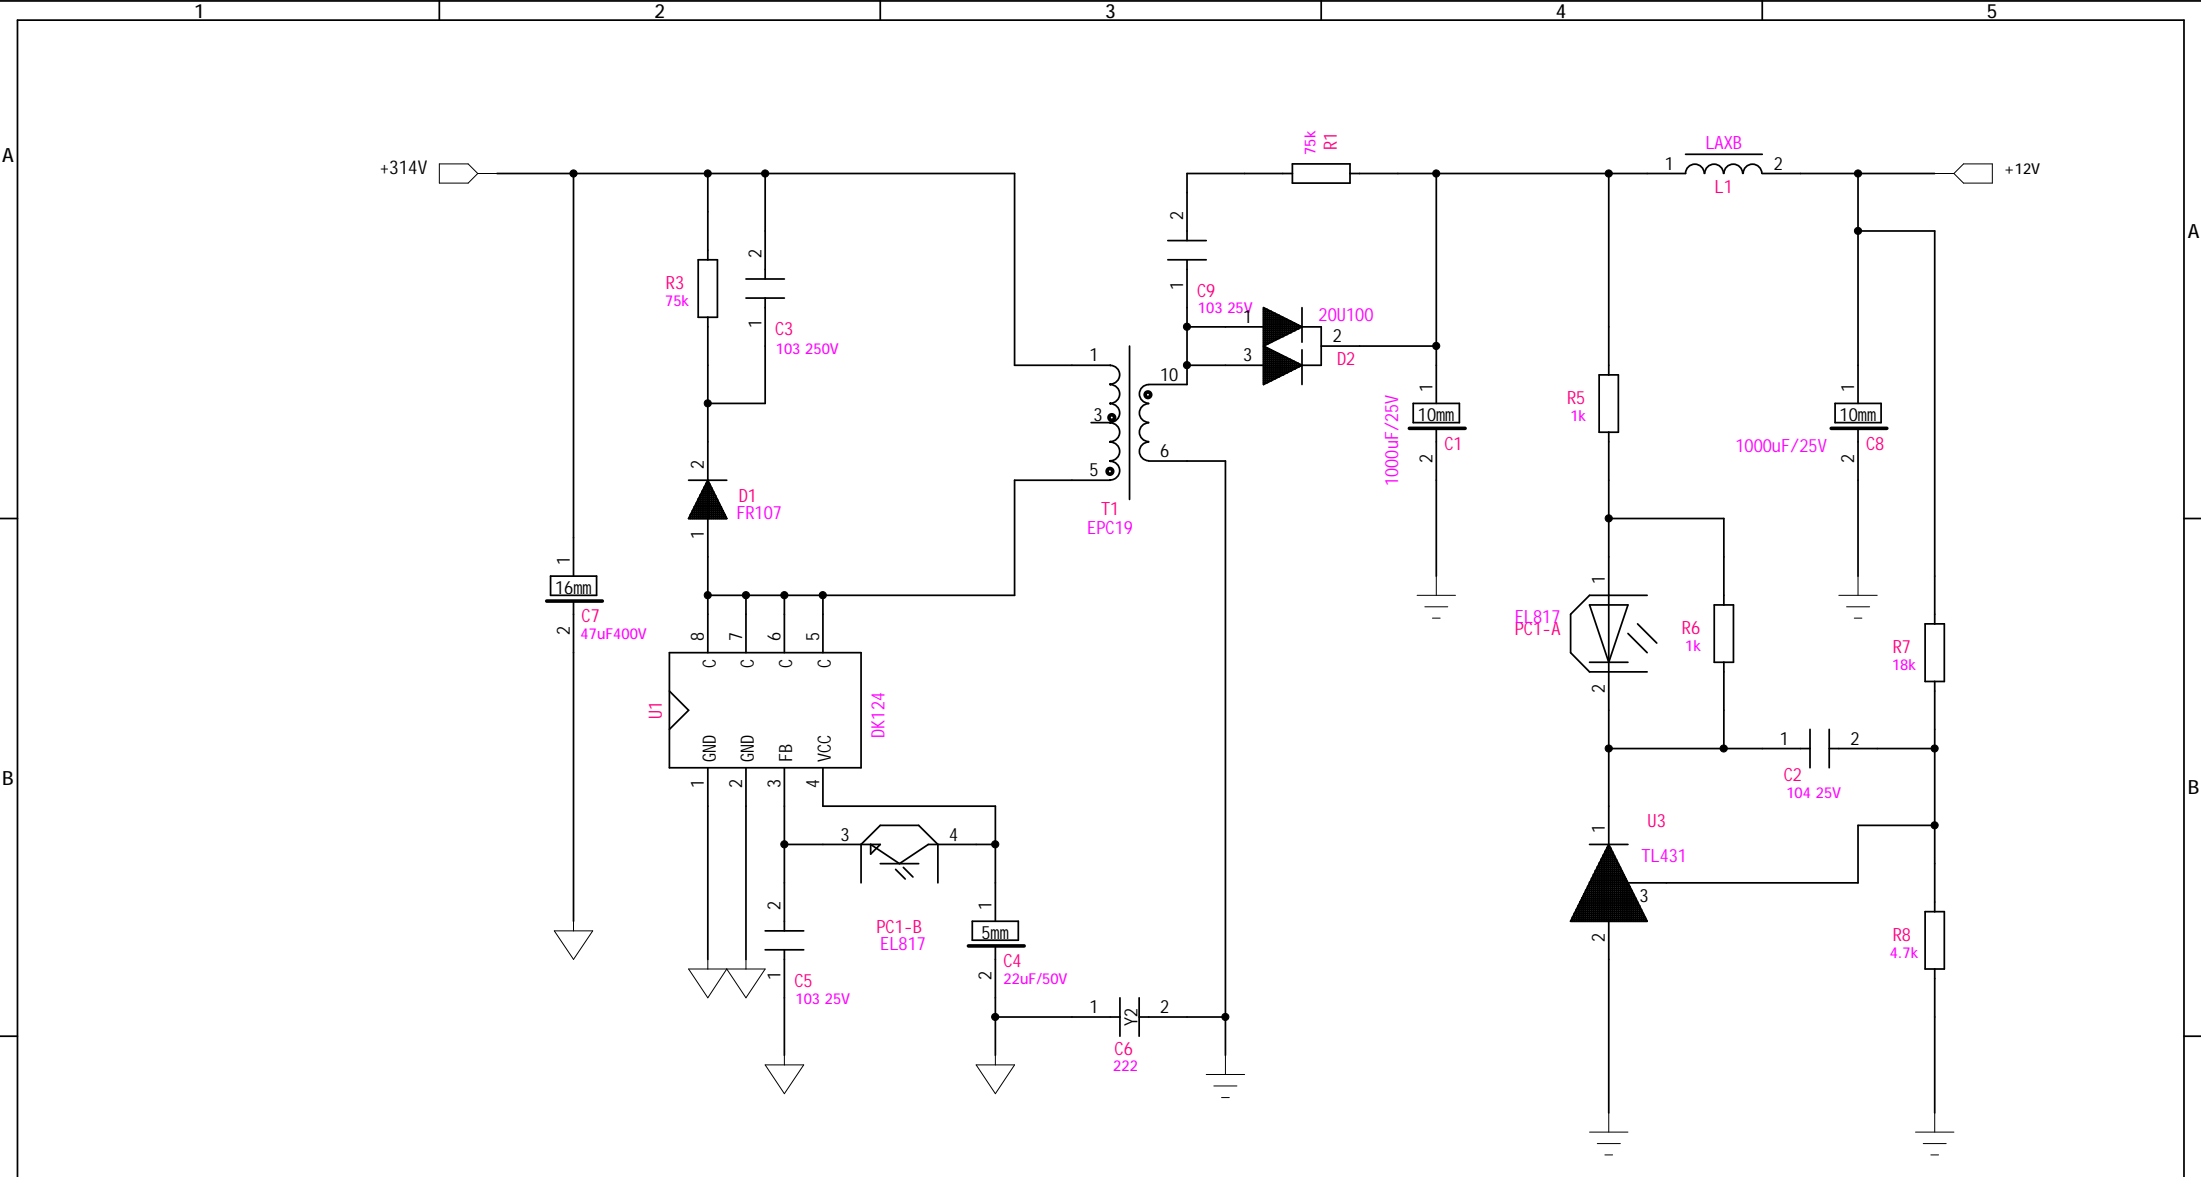 1 2 3 4 5
A
A
B
B
+314V
+12V
75k
R1
LAXB
1 2
L1
R3
75k
2
1
C3
103 250V
2
1
C9
103 25V
1
3
20U100
2
D2
1
3
5
10
6
T1
EPC19
2
D1
FR107
1
1
16mm
C7
2
47uF400V
1
10mm
1000uF/25V
C1
2
R5
1k
1
10mm
1000uF/25V
C8
2
1
EL817
PC1-A
2
R6
1k
R7
18k
8 7 6 5
C C C C
U1
DK124
GND GND FB VCC
1 2 3 4
3 4
PC1-B
EL817
2
1
C5
103 25V
1
5mm
C4
2
22uF/50V
1 Y2 2
C6
222
1 2
C2
104 25V
1
U3
TL431
3
2
R8
4.7k